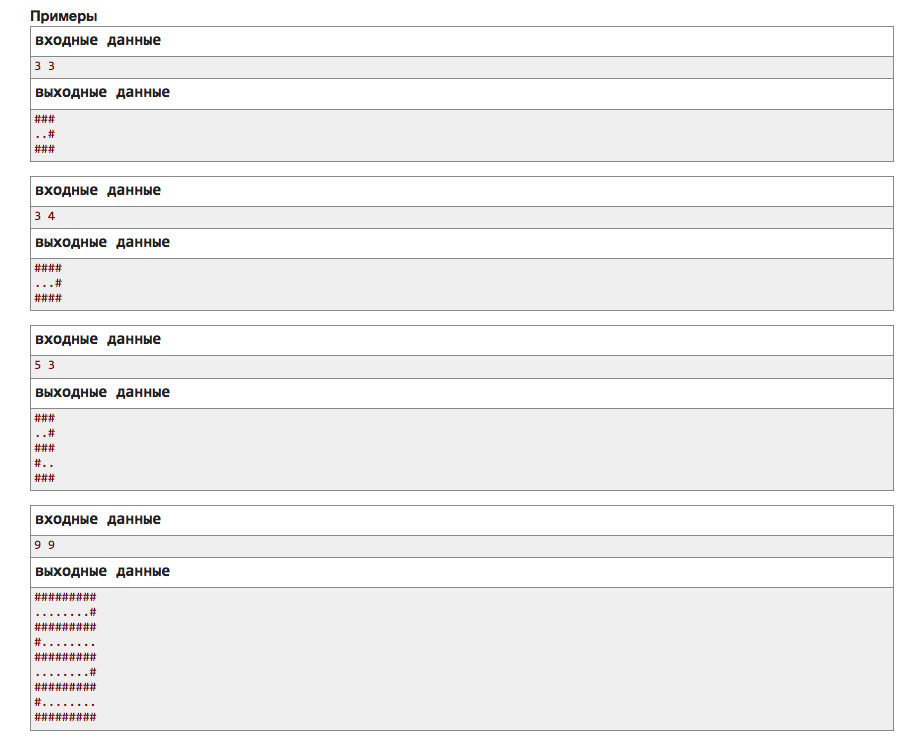 Примеры
входные данные
3 3
выходные данные
###
..#
###
входные данные
3 4
выходные данные
####
...#
####
входные данные
5 3
выходные данные
###
..#
###
#..
###
входные данные
9 9
выходные данные
#########
........#
#########
#........
#########
........#
#########
#........
#########